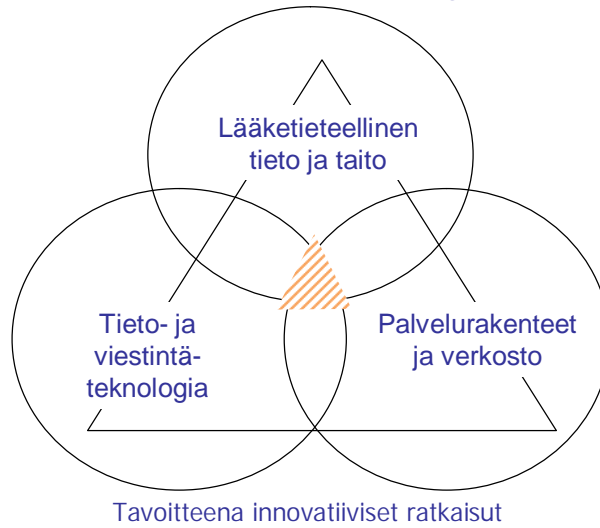 Lääketieteellinen
tieto ja taito
Tieto- ja
viestintä-
teknologia
Palvelurakenteet
ja verkosto
Tavoitteena innovatiiviset ratkaisut